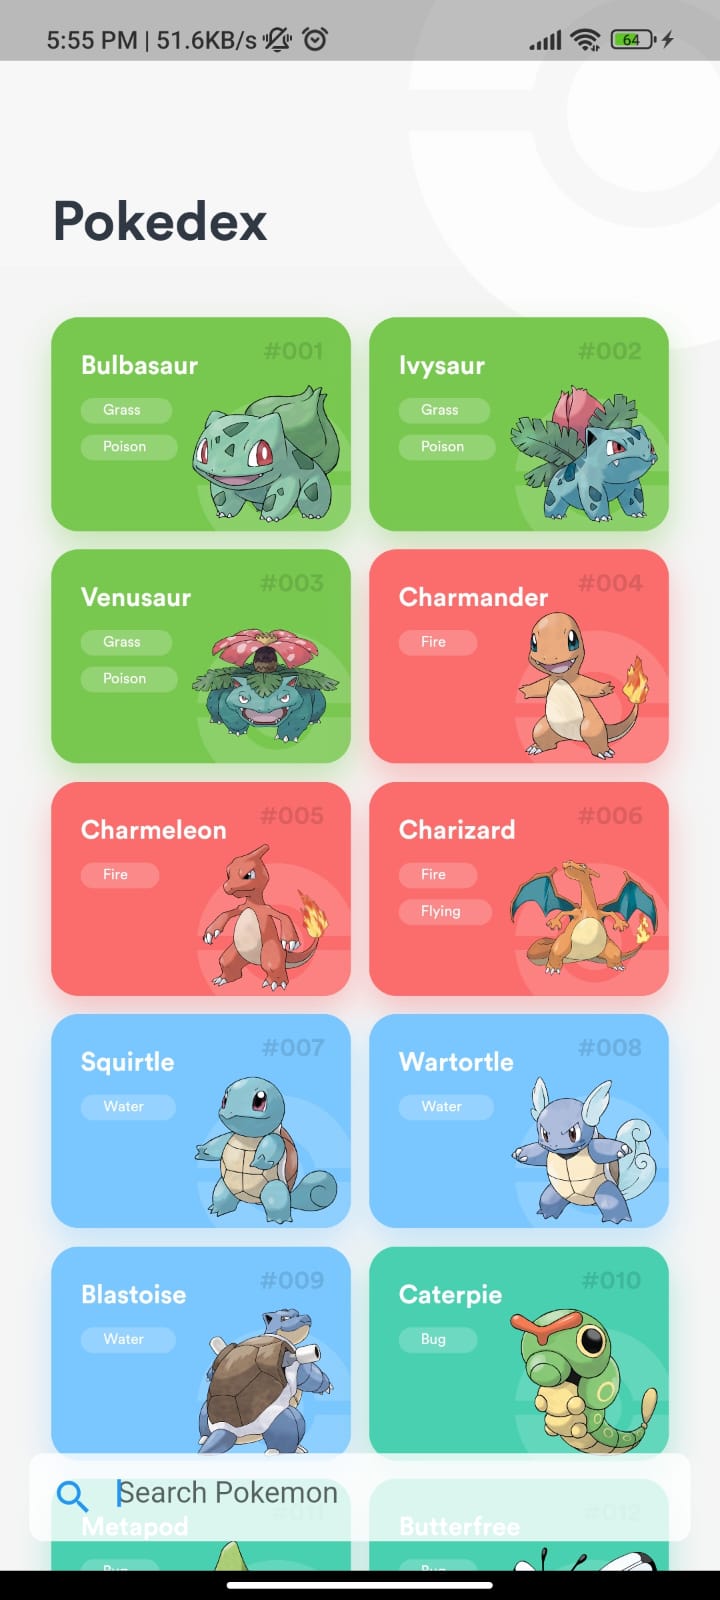 5:55 PM | 51.6KB/s
64
Pokedex
#001
Bulbasaur
Grass
Poison
#002
Ivysaur
Grass
Poison
#003
Venusaur
Grass
Poison
#004
Charmander
Fire
#005
Charmeleon
Fire
#006
Charizard
Fire
Flying
#007
Squirtle
Water
#008
Wartortle
Water
#009
Blastoise
Water
#010
Caterpie
Bug
Search Pokemon
#011
Metapod
Bug
#012
Butterfree
Bug